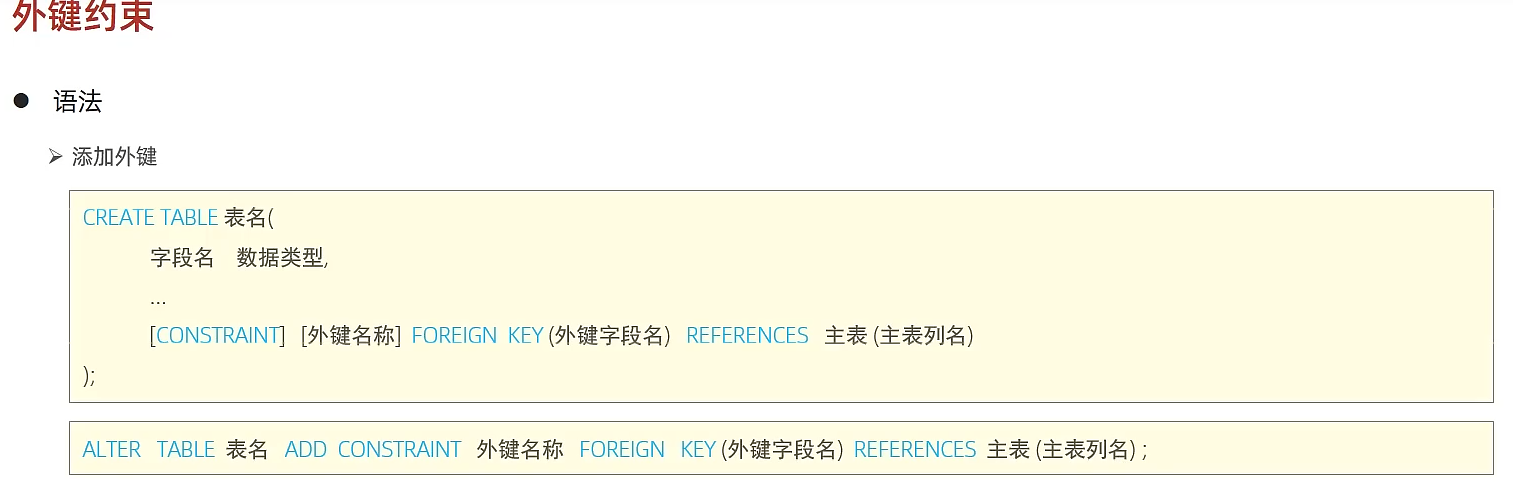 外键约束
● 语法
➢ 添加外键
CREATE TABLE 表名(
字段名 数据类型,
...
[CONSTRAINT] [外键名称] FOREIGN KEY (外键字段名) REFERENCES 主表 (主表列名)
);
ALTER TABLE 表名 ADD CONSTRAINT 外键名称 FOREIGN KEY (外键字段名) REFERENCES 主表 (主表列名) ;